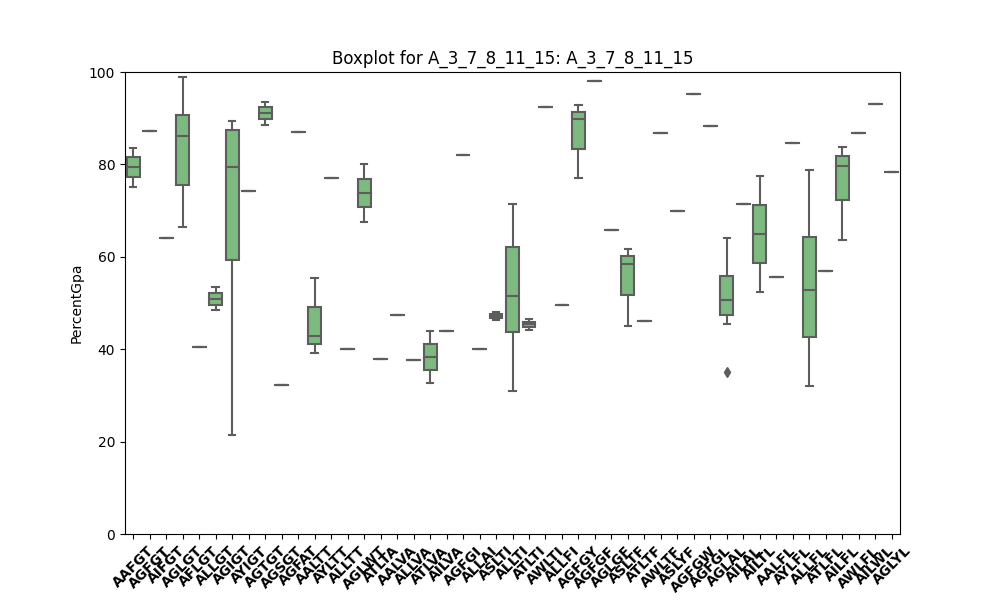 Boxplot for A_3_7_8_11_15: A_3_7_8_11_15
PercentGpa
100
80
60
40
20
0
AAFGT
AGFGT
AIFGT
AGLGT
AFLGT
ALLGT
AGIGT
AYIGT
AGTGT
AGSGT
AGFAT
AALTT
AYLTT
ALLTT
AGLWT
ATLTA
AALVA
ALLVA
ATLVA
AILVA
AGFGI
ALLAI
ASLTI
ALLTI
ATLTI
AWLTI
ALLFI
AGFGY
AGFGF
AGLGF
ASLTF
ATLTF
AWLTF
ASLYF
AGFGW
AGFGL
AGLAL
AILAL
AILTL
AALFL
AYLFL
ALLFL
ATLFL
AILFL
AWLFL
AILWL
AGLYL